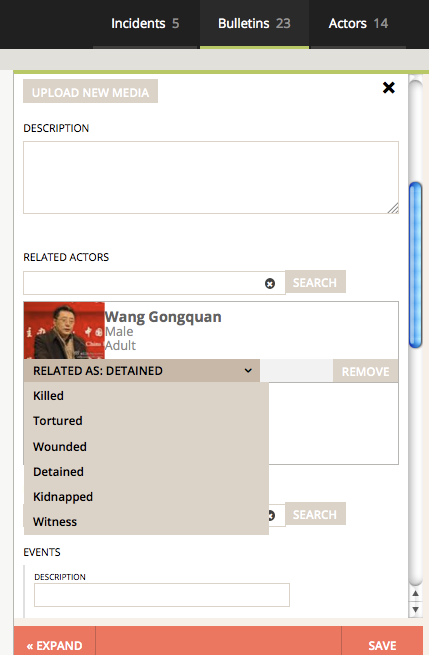 Incidents 5
Bulletins 23
Actors 14
UPLOAD NEW MEDIA
DESCRIPTION
RELATED ACTORS
SEARCH
Wang Gongquan
Male
Adult
RELATED AS: DETAINED
REMOVE
Killed
Tortured
Wounded
Detained
Kidnapped
Witness
SEARCH
EVENTS
DESCRIPTION
« EXPAND
SAVE